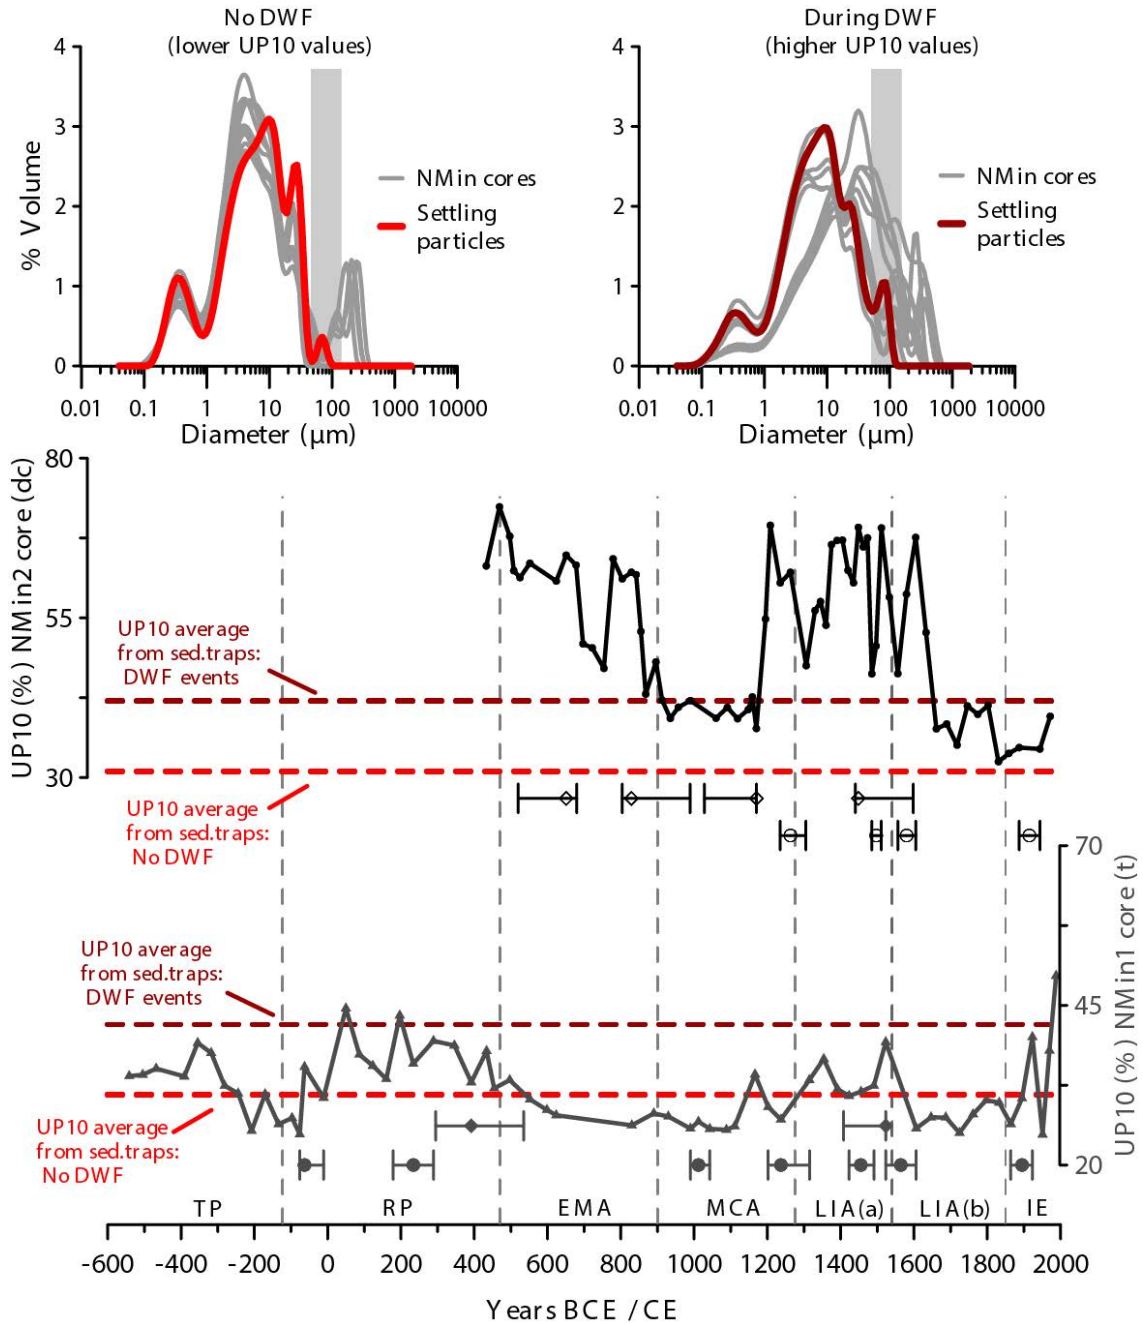 No DWF
(lower UP10 values)
4
3
2
1
0
% Volume
NMin cores
Settling
particles
0.01 0.1 1 10 100 1000 10000
Diameter (µm)
During DWF
(higher UP10 values)
4
3
2
1
0
NMin cores
Settling
particles
0.01 0.1 1 10 100 1000 10000
Diameter (µm)
80
55
30
UP10 (%) NMin2 core (dc)
UP10 average
from sed.traps:
DWF events
UP10 average
from sed.traps:
No DWF
70
45
20
UP10 (%) NMin1 core (t)
UP10 average
from sed.traps:
DWF events
UP10 average
from sed.traps:
No DWF
TP RP EMA MCA LIA(a) LIA(b) IE
-600 -400 -200 0 200 400 600 800 1000 1200 1400 1600 1800 2000
Years BCE / CE